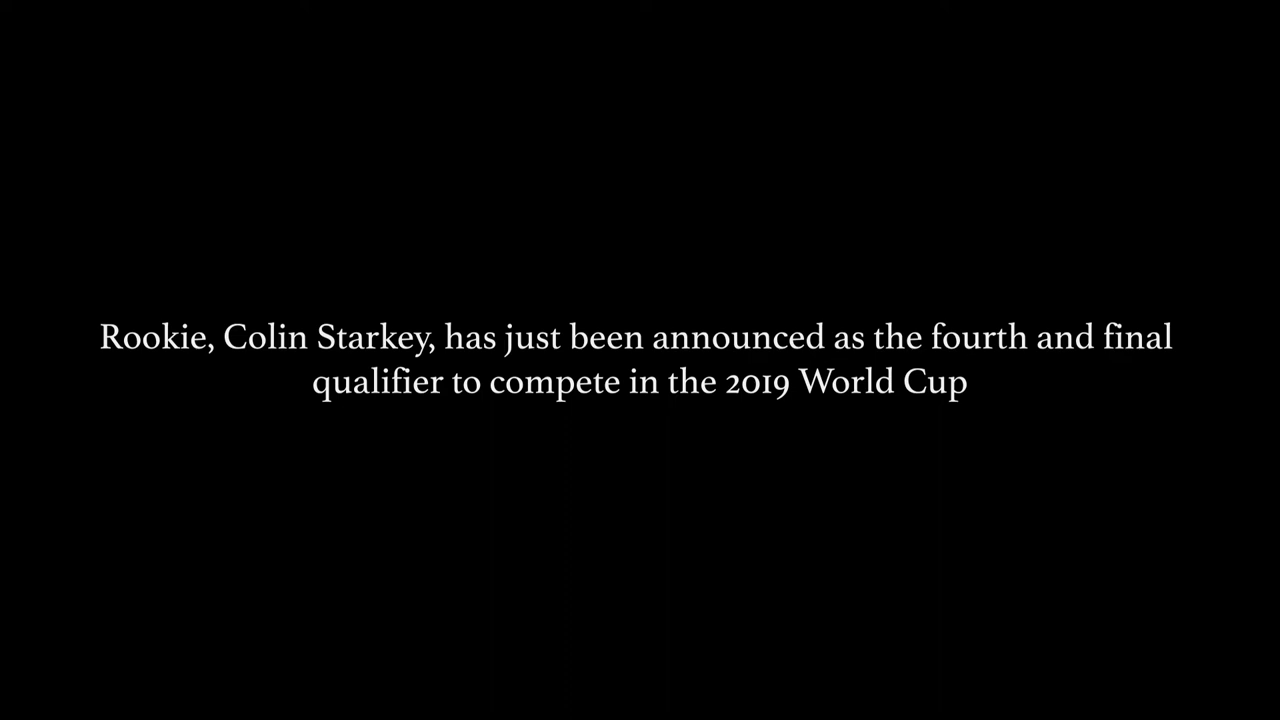 Rookie, Colin Starkey, has just been announced as the fourth and final
qualifier to compete in the 2019 World Cup